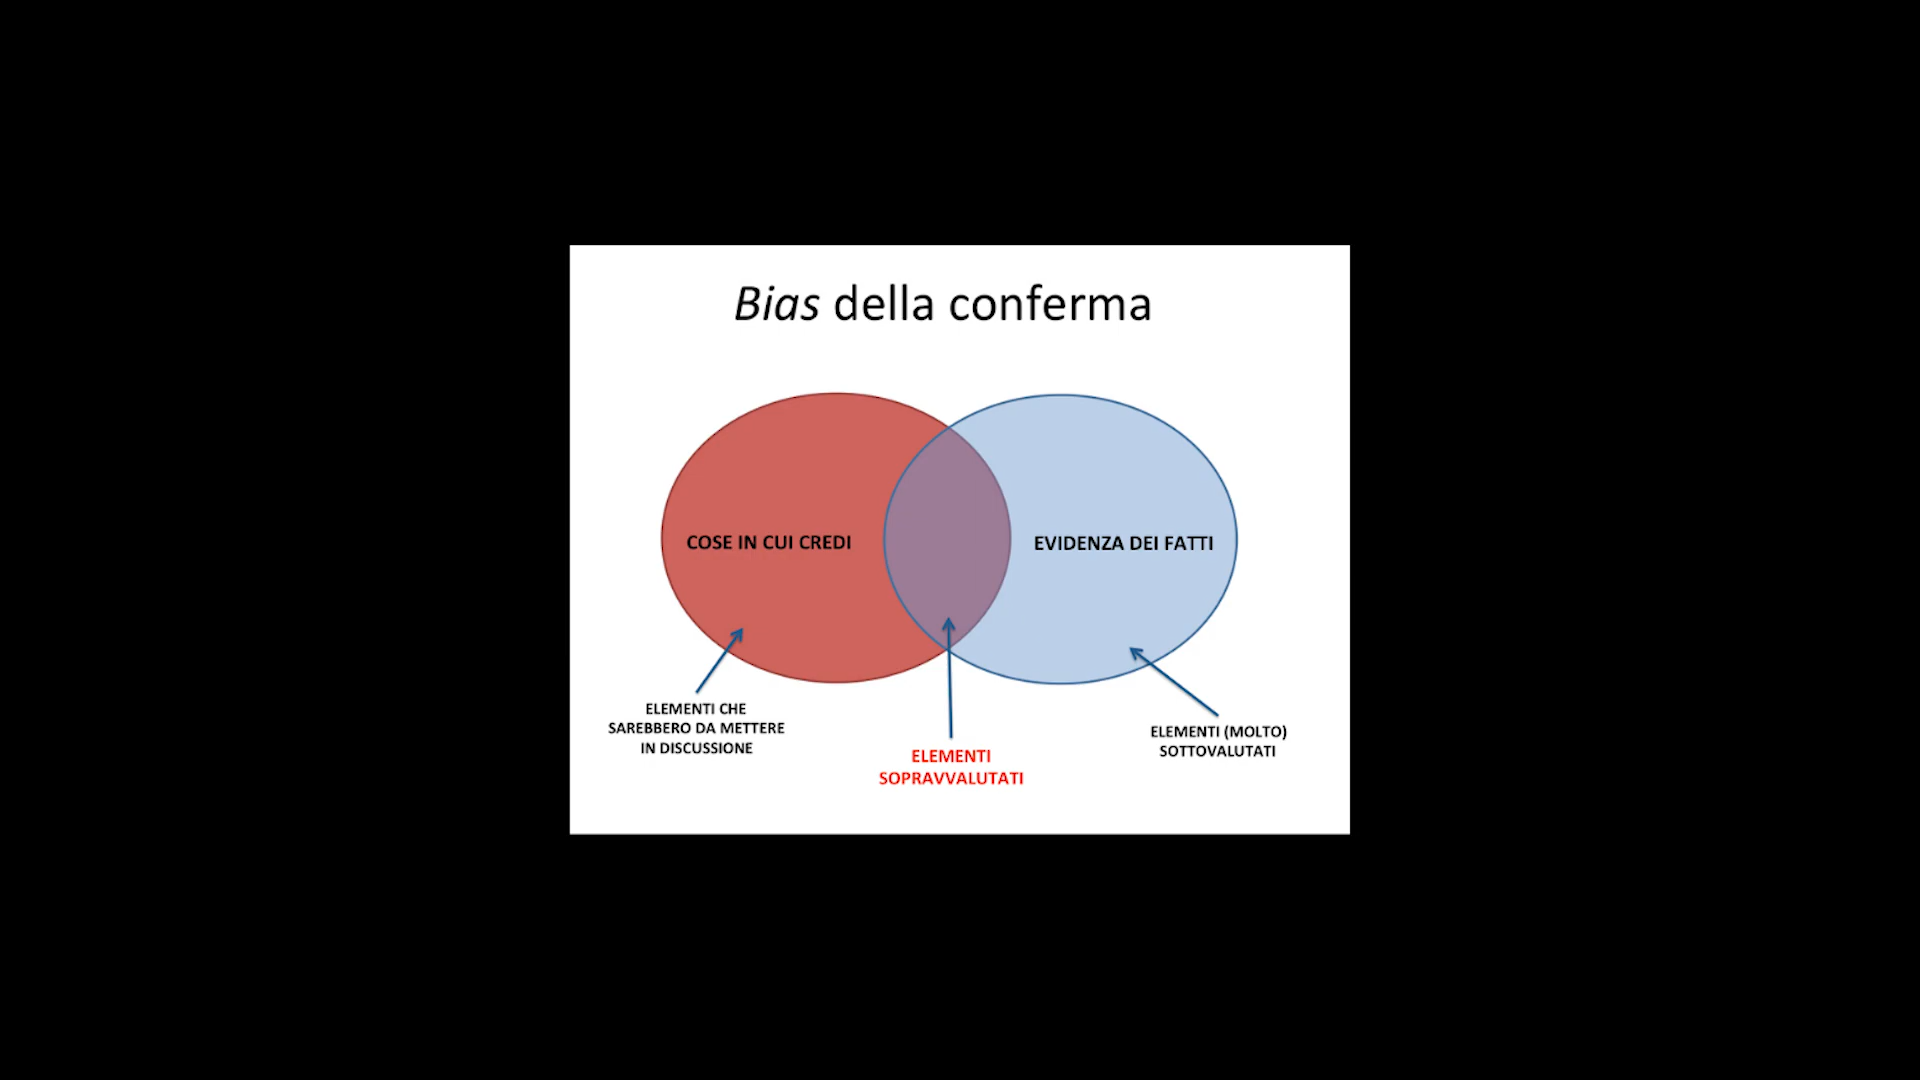 Bias della conferma
COSE IN CUI CREDI
EVIDENZA DEI FATTI
ELEMENTI CHE
SAREBBERO DA METTERE
IN DISCUSSIONE
ELEMENTI
SOPRAVVALUTATI
ELEMENTI (MOLTO)
SOTTOVALUTATI